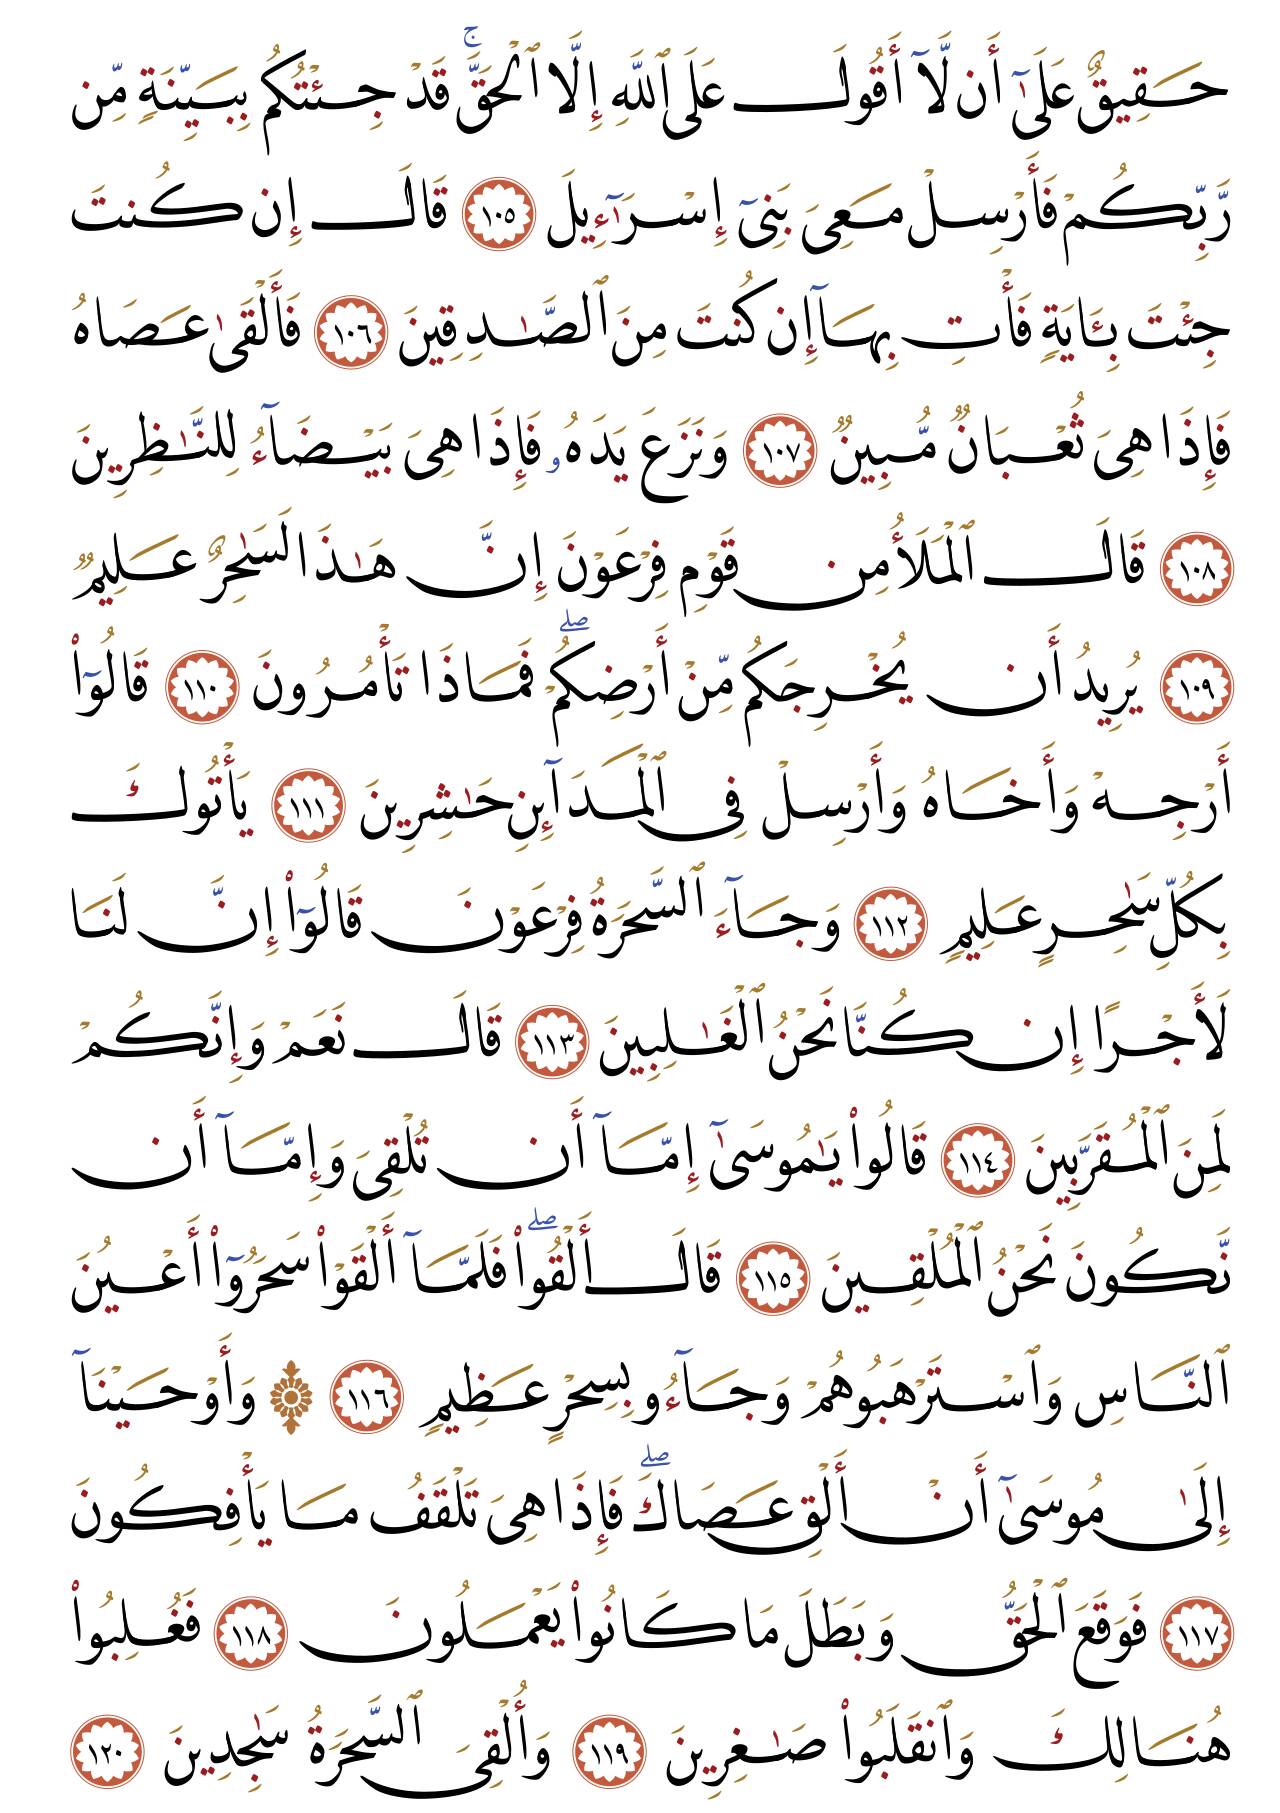 حَقِيقٌ عَلَىٰٓ أَن لَّآ أَقُولَ عَلَى ٱللَّهِ إِلَّا ٱلْحَقَّ ۚ قَدْ جِئْتُكُم بِبَيِّنَةٍ مِّن
رَّبِّكُمْ فَأَرْسِلْ مَعِىَ بَنِىٓ إِسْرَٰٓءِيلَ ١٠٥ قَالَ إِن كُنتَ
جِئْتَ بِـَٔايَةٍ فَأْتِ بِهَآ إِن كُنتَ مِنَ ٱلصَّـٰدِقِينَ ١٠٦ فَأَلْقَىٰ عَصَاهُ
فَإِذَا هِىَ ثُعْبَانٌ مُّبِينٌ ١٠٧ وَنَزَعَ يَدَهُۥ فَإِذَا هِىَ بَيْضَآءُ لِلنَّـٰظِرِينَ
١٠٨ قَالَ ٱلْمَلَأُ مِن قَوْمِ فِرْعَوْنَ إِنَّ هَـٰذَا لَسَـٰحِرٌ عَلِيمٌ
١٠٩ يُرِيدُ أَن يُخْرِجَكُم مِّنْ أَرْضِكُمْ ۖ فَمَاذَا تَأْمُرُونَ ١١٠ قَالُوٓا۟
أَرْجِهْ وَأَخَاهُ وَأَرْسِلْ فِى ٱلْمَدَآئِنِ حَـٰشِرِينَ ١١١ يَأْتُوكَ
بِكُلِّ سَـٰحِرٍ عَلِيمٍ ١١٢ وَجَآءَ ٱلسَّحَرَةُ فِرْعَوْنَ قَالُوٓا۟ إِنَّ لَنَا
لَأَجْرًا إِن كُنَّا نَحْنُ ٱلْغَـٰلِبِينَ ١١٣ قَالَ نَعَمْ وَإِنَّكُمْ
لَمِنَ ٱلْمُقَرَّبِينَ ١١٤ قَالُوا۟ يَـٰمُوسَىٰٓ إِمَّآ أَن تُلْقِىَ وَإِمَّآ أَن
نَّكُونَ نَحْنُ ٱلْمُلْقِينَ ١١٥ قَالَ أَلْقُوا۟ ۖ فَلَمَّآ أَلْقَوْا۟ سَحَرُوٓا۟ أَعْيُنَ
ٱلنَّاسِ وَٱسْتَرْهَبُوهُمْ وَجَآءُو بِسِحْرٍ عَظِيمٍ ١١٦ ۞ وَأَوْحَيْنَآ
إِلَىٰ مُوسَىٰٓ أَنْ أَلْقِ عَصَاكَ ۖ فَإِذَا هِىَ تَلْقَفُ مَا يَأْفِكُونَ
١١٧ فَوَقَعَ ٱلْحَقُّ وَبَطَلَ مَا كَانُوا۟ يَعْمَلُونَ ١١٨ فَغُلِبُوا۟
هُنَالِكَ وَٱنقَلَبُوا۟ صَـٰغِرِينَ ١١٩ وَأُلْقِىَ ٱلسَّحَرَةُ سَـٰجِدِينَ ١٢٠